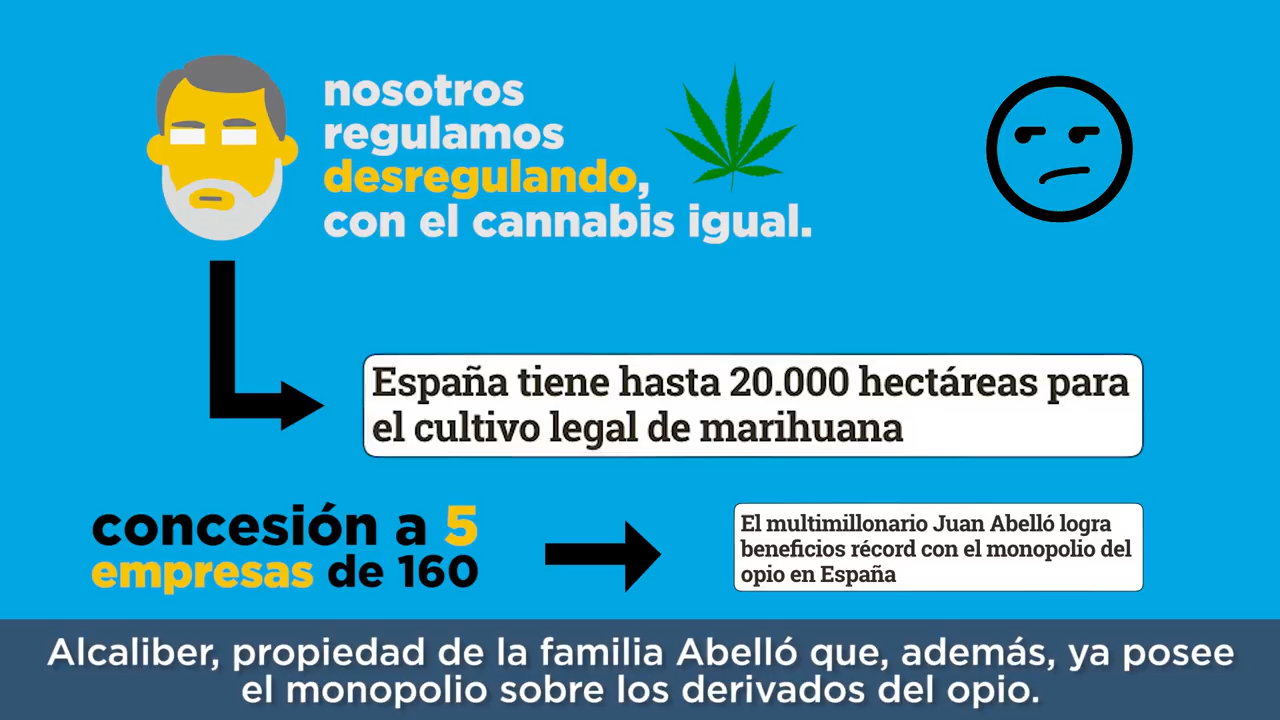 nosotros
regulamos
desregulando,
con el cannabis igual.
España tiene hasta 20.000 hectáreas para
el cultivo legal de marihuana
concesión a 5
empresas de 160
El multimillonario Juan Abelló logra
beneficios récord con el monopolio del
opio en España
Alcaliber, propiedad de la familia Abelló que, además, ya posee
el monopolio sobre los derivados del opio.